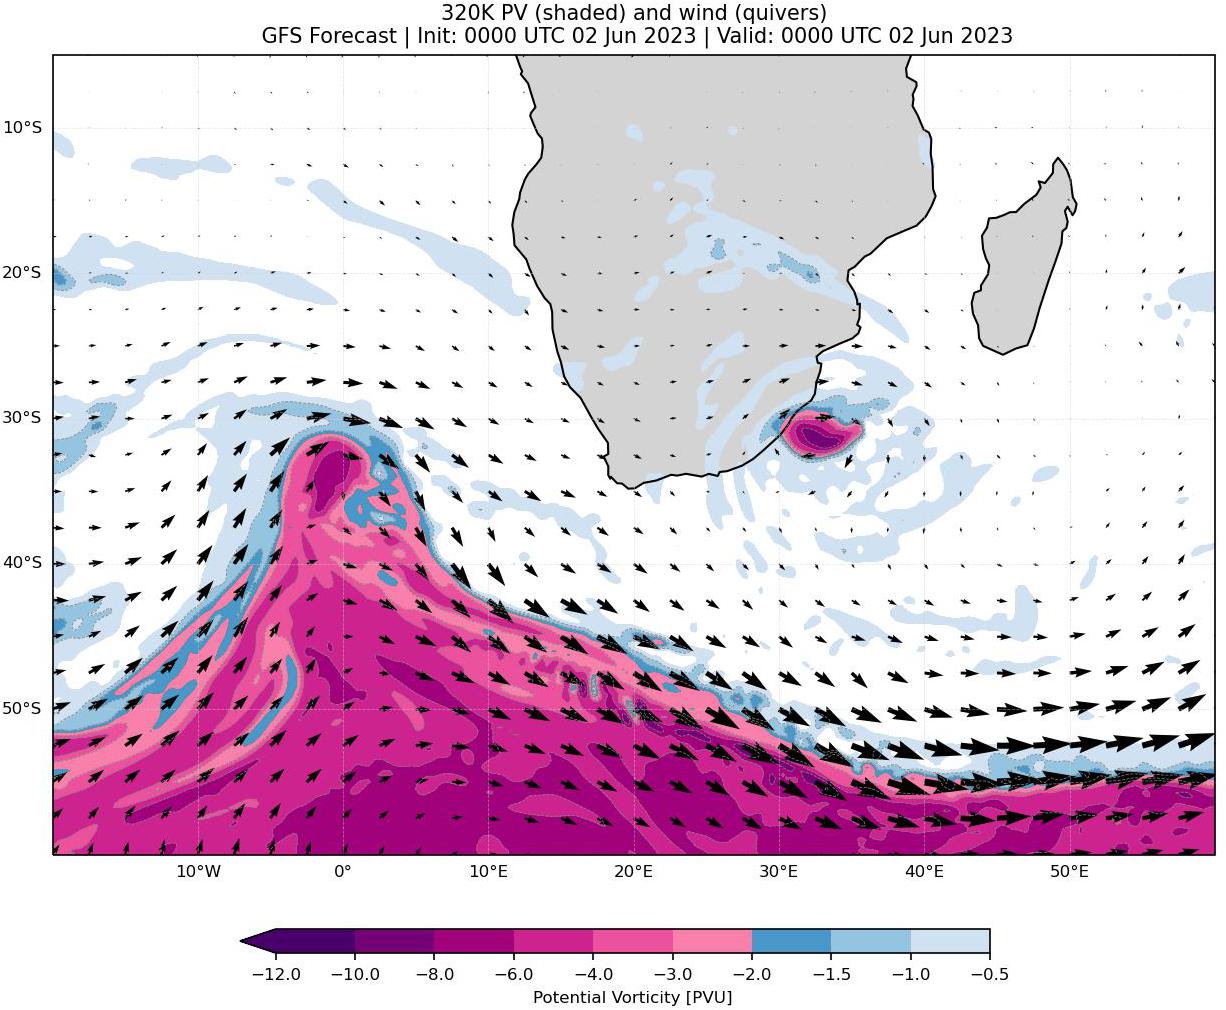 320K PV (shaded) and wind (quivers)
GFS Forecast | Init: 0000 UTC 02 Jun 2023 | Valid: 0000 UTC 02 Jun 2023
10°S
20°S
30°S
40°S
50°S
10°W 0° 10°E 20°E 30°E 40°E 50°E
−12.0 −10.0 −8.0 −6.0 −4.0 −3.0 −2.0 −1.5 −1.0 −0.5
Potential Vorticity [PVU]